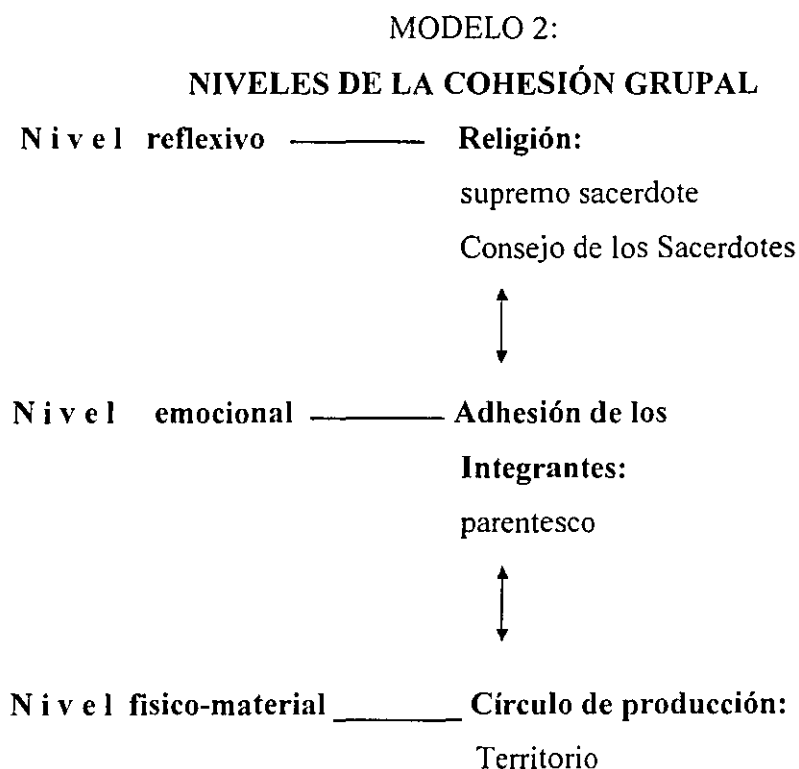 MODELO 2:
NIVELES DE LA COHESIÓN GRUPAL
Nivel reflexivo ——— Religión:
supremo sacerdote
Consejo de los Sacerdotes
Nivel emocional ——— Adhesión de los
Integrantes:
parentesco
Nivel fisico-material ______ Círculo de producción:
Territorio